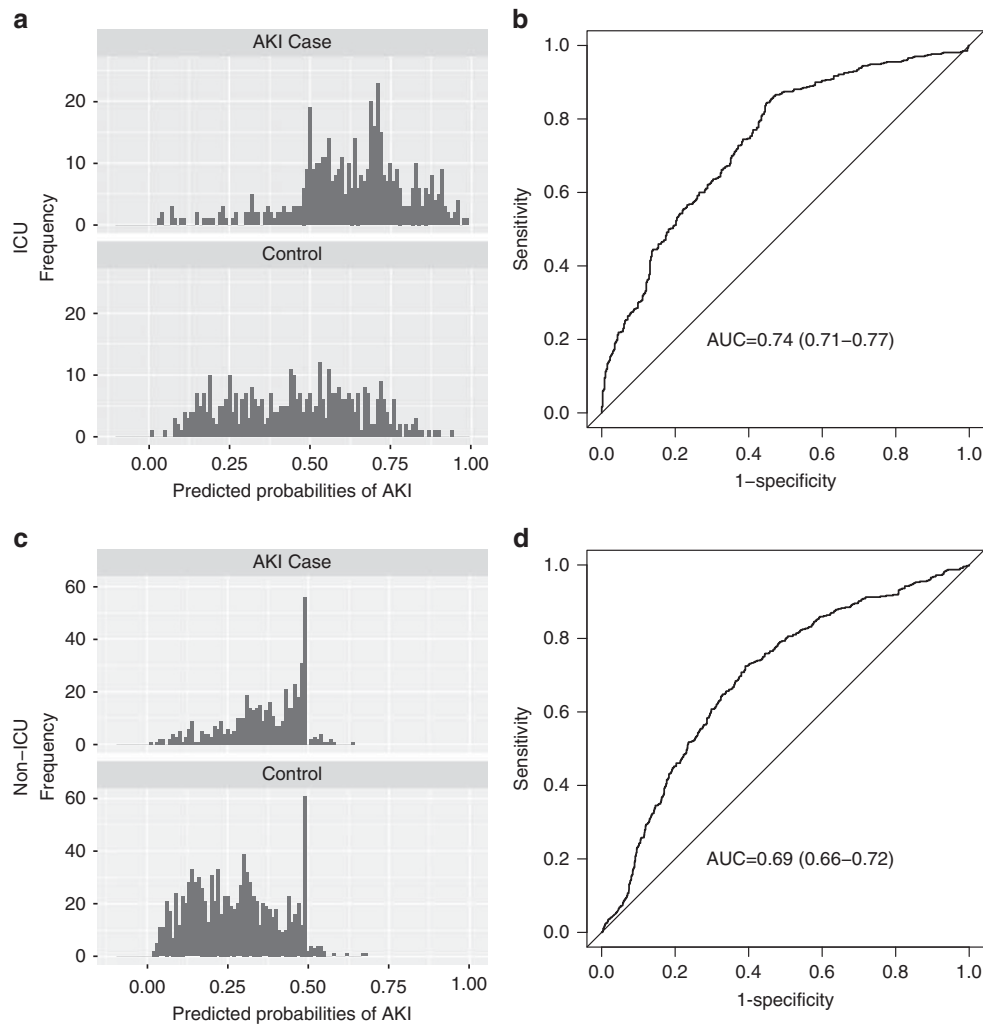 a
AKI Case
20
10
0
Control
20
10
0
ICU
Frequency
0.00 0.25 0.50 0.75 1.00
Predicted probabilities of AKI
b
1.0
0.8
0.6
0.4
0.2
0.0
Sensitivity
AUC=0.74 (0.71–0.77)
0.0 0.2 0.4 0.6 0.8 1.0
1–specificity
c
AKI Case
60
40
20
0
Control
60
40
20
0
Non–ICU
Frequency
0.00 0.25 0.50 0.75 1.00
Predicted probabilities of AKI
d
1.0
0.8
0.6
0.4
0.2
0.0
Sensitivity
AUC=0.69 (0.66–0.72)
0.0 0.2 0.4 0.6 0.8 1.0
1-specificity